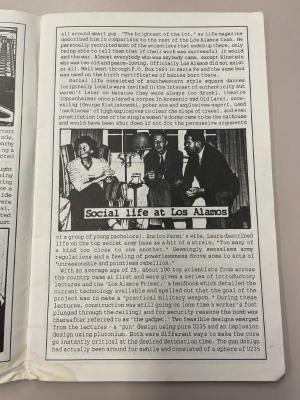 all around smart guy. "The brightest of the lot," as Life magazine
described him in comparison to the rest of the Los Alamos team. He
personally recruited most of the scientists that ended up there, only
being able to tell them that if their work was successful it would
end the war. Almost everybody who was anybody came, except Einstein
who was too old and peace-loving. Officially Los Alamos did not exist
at all. Mail went through P.O. Box 1663 in Santa Fe and the same box
was used on the birth certificates of babies born there.
Social life consisted of southwestern style square dances
(originally locals were invited in the interest of authenticity but
weren't later on because they were always too drunk), theatre
(Oppenheimer once played a corpse in Arsenic and Old Lace), snow-
skiing (George Kistiakowski, poker ace and explosives expert, used
'necklaces' of high explosives to clear the slope of trees), and even
prostitution (one of the single women's dorms came to be the cathouse
and would have been shut down if not for the persuasive arguments
Social life at Los Alamos
of a group of young bachelors). Enrico Fermi's wife, Laura described
life on the top secret army base as a bit of a strain, "Too many of
a kind too close to one another." Seemingly senseless army
regulations and a feeling of powerlessness drove some to acts of
'unreasonable and pointless rebellion.'
With an average age of 25, about 100 top scientists from across
the country came at first and were given a series of introductory
lectures and the 'Los Alamos Primer,' a handbook which detailed the
current technology available and spelled out that the goal of the
project was to make a "practical military weapon." During these
lectures, construction was still going on (one time a worker's foot
plunged through the ceiling) and for security reasons the bomb was
thereafter referred to as 'the gadget.' Two feasible designs emerged
from the lectures - a 'gun' design using pure U235 and an implosion
design using plutonium. Both were different ways to make the core
go instantly critical at the desired detonation time. The gun design
had actually been around for awhile and consisted of a sphere of U235